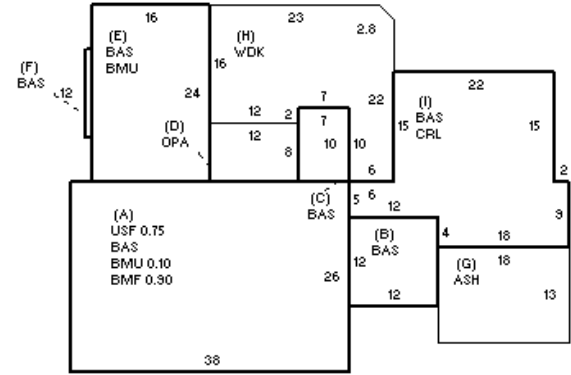 16
(E)
BAS
BMU
23
(H)
WDK
2.8
16
(F)
BAS
12
24
22
22
(I)
BAS
CRL
15
15
7
7
12
2
12
(D)
OPA
8
10
10
6
2
(C)
BAS
5
6
12
9
(A)
USF 0.75
BAS
BMU 0.10
BMF 0.90
(B)
BAS
4
18
18
(G)
ASH
12
26
12
13
38